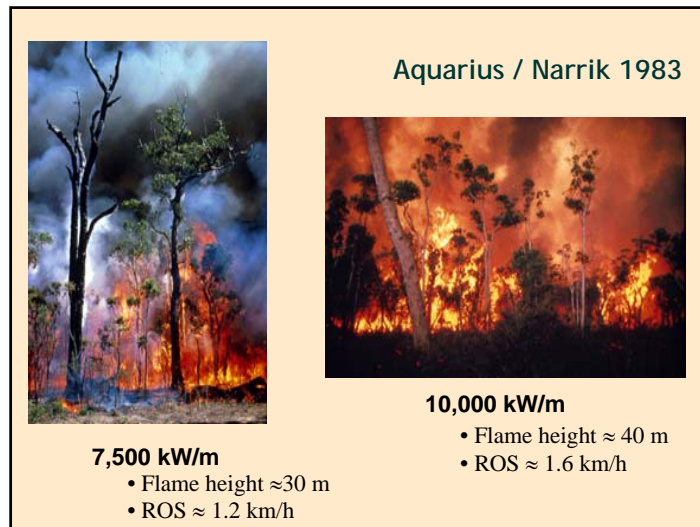 Aquarius / Narrik 1983
7,500 kW/m
• Flame height ≈30 m
• ROS ≈ 1.2 km/h
10,000 kW/m
• Flame height ≈ 40 m
• ROS ≈ 1.6 km/h